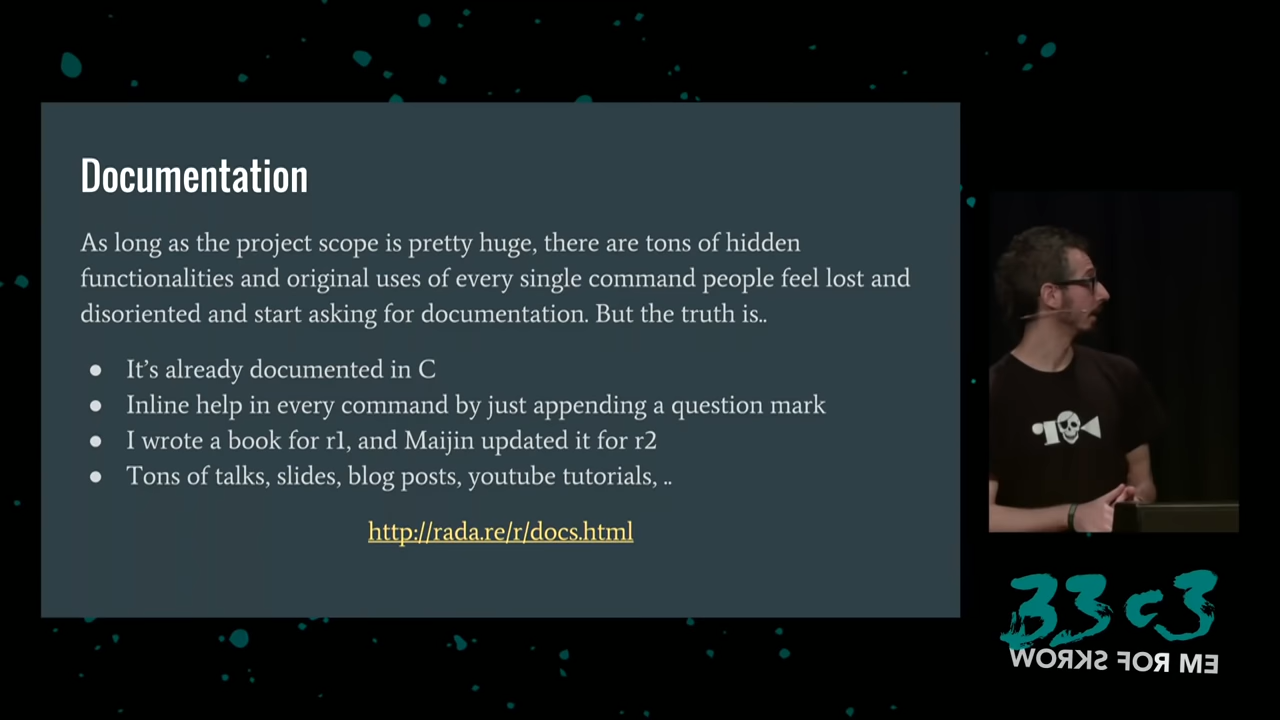 Documentation
As long as the project scope is pretty huge, there are tons of hidden
functionalities and original uses of every single command people feel lost and
disoriented and start asking for documentation. But the truth is..
● It’s already documented in C
● Inline help in every command by just appending a question mark
● I wrote a book for r1, and Maijin updated it for r2
● Tons of talks, slides, blog posts, youtube tutorials, ..
http://rada.re/r/docs.html
33c3
WORKS FOR ME